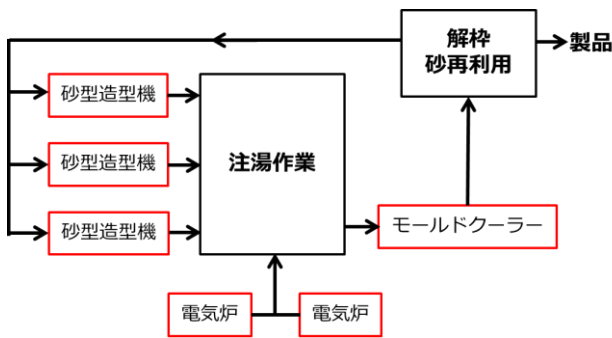 解枠
砂再利用
製品
砂型造型機
砂型造型機
砂型造型機
注湯作業
モールドクーラー
電気炉
電気炉